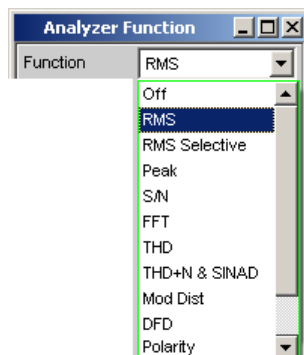 Analyzer Function
Function RMS
Off
RMS
RMS Selective
Peak
S/N
FFT
THD
THD+N & SINAD
Mod Dist
DFD
Polarity